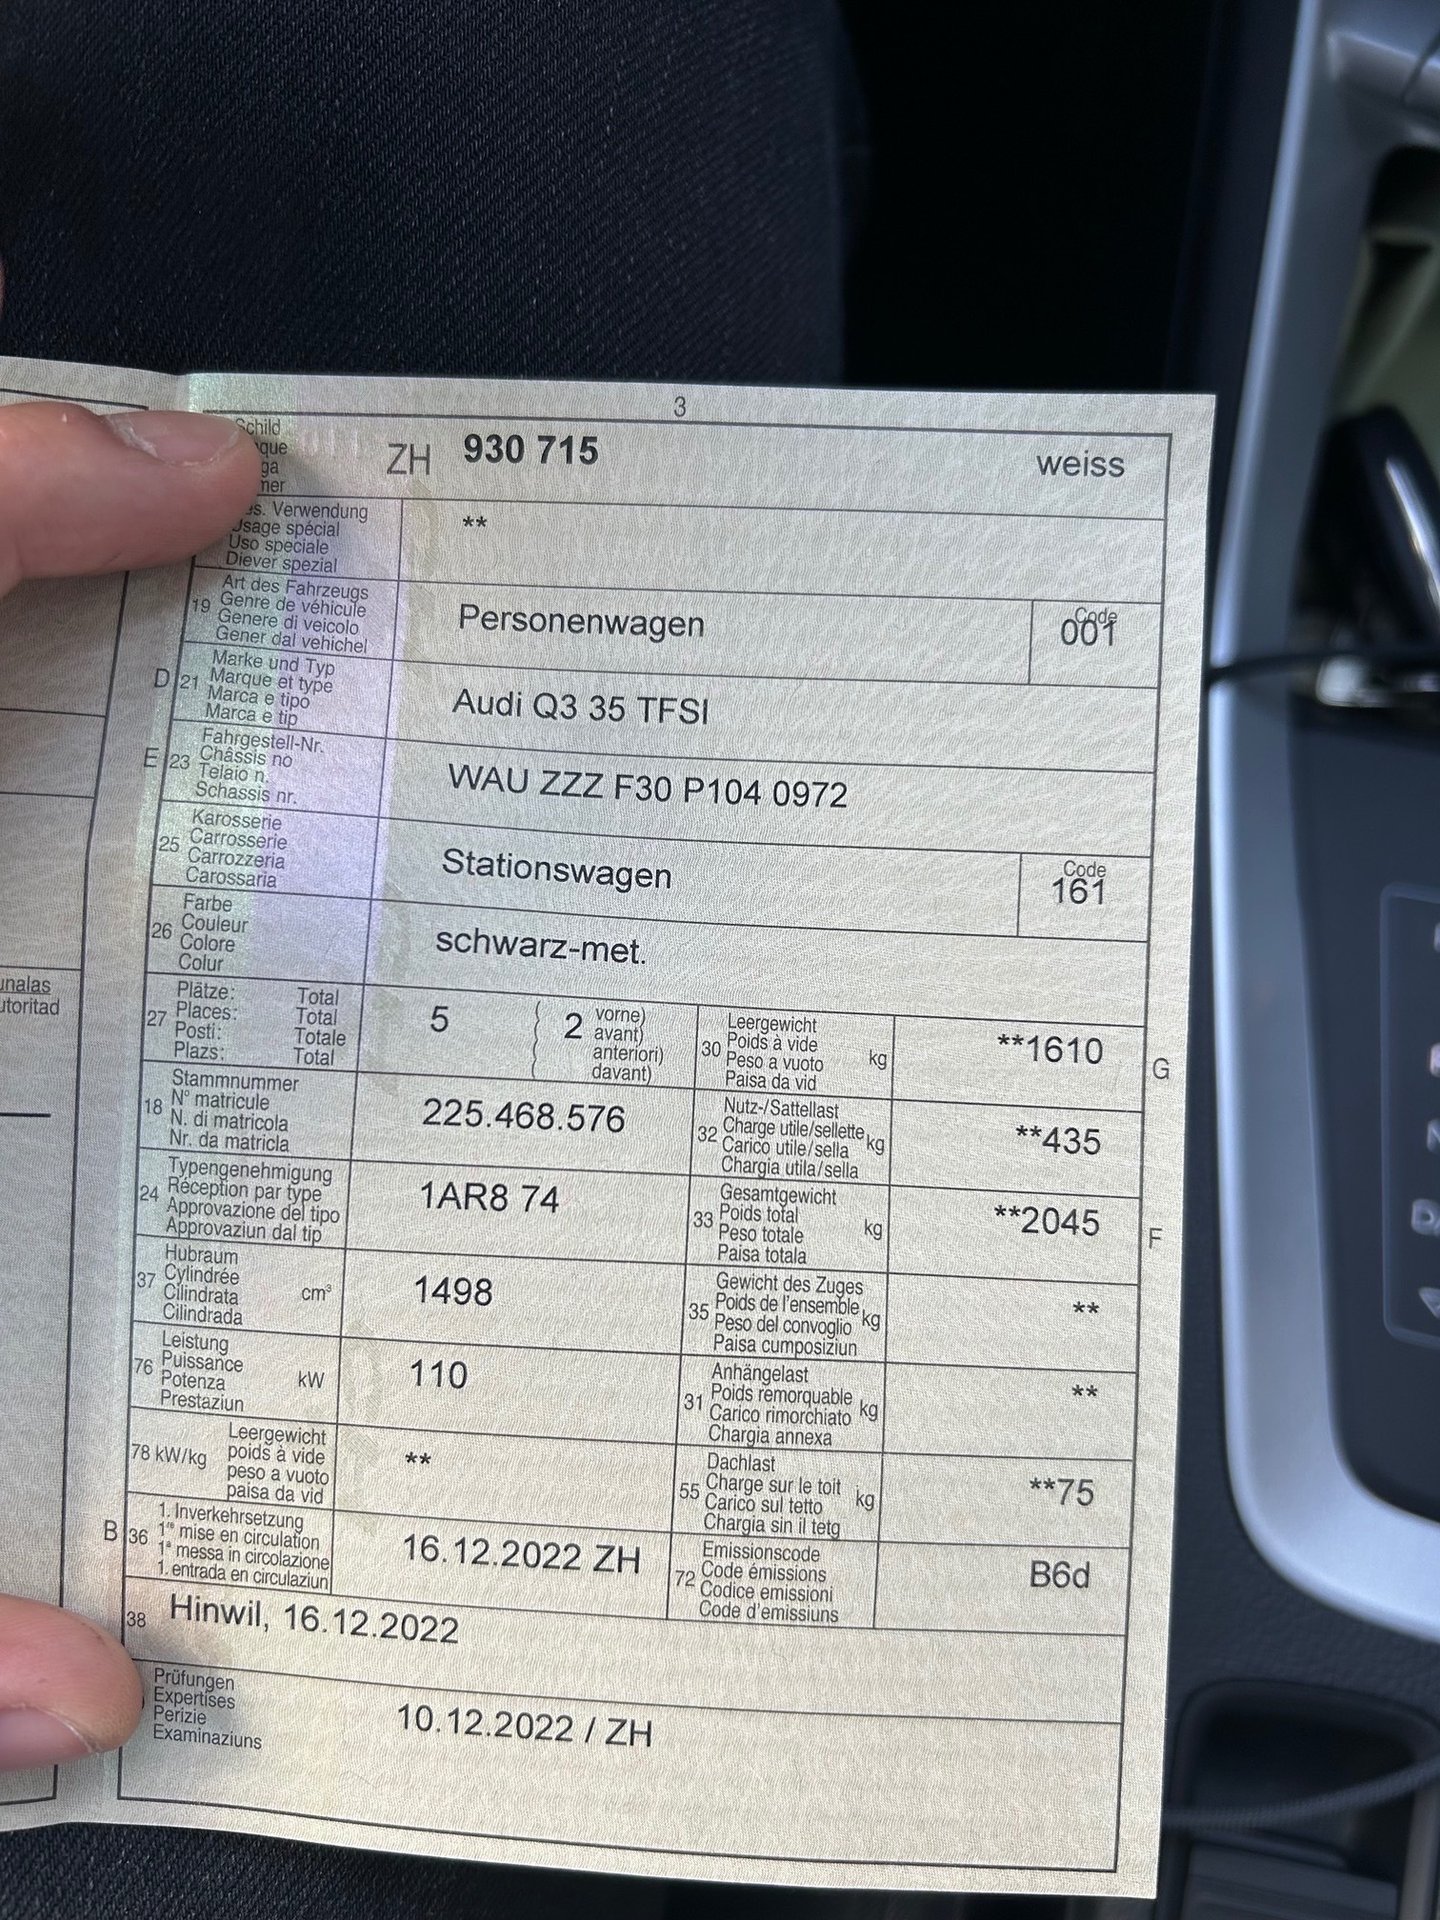 3
Schild
ZH 930 715 weiss
Verwendung
Usage spécial
Uso speciale
Diever spezial
**
19
Art des Fahrzeugs
Genre de véhicule
Genere di veicolo
Gener dal vehichel
Personenwagen
Code
001
D 21
Marke und Typ
Marque et type
Marca e tipo
Marca e tip
Audi Q3 35 TFSI
E 23
Fahrgestell-Nr.
Châssis no
Telaio n.
Schassis nr.
WAU ZZZ F30 P104 0972
25
Karosserie
Carrosserie
Carrozzeria
Carossaria
Stationswagen
Code
161
26
Farbe
Couleur
Colore
Colur
schwarz-met.
27
Plätze: Total
Places: Total
Posti: Totale
Plazs: Total
5
2
vorne)
avant)
anteriori)
davant)
30
Leergewicht
Poids à vide
Peso a vuoto
Paisa da vid
kg
**1610
G
18
Stammnummer
N° matricule
N. di matricola
Nr. da matricla
225.468.576
32
Nutz-/Sattellast
Charge utile/sellette
Carico utile/sella
Chargia utila/sella
kg
**435
24
Typengenehmigung
Réception par type
Approvazione del tipo
Approvaziun dal tip
1AR8 74
33
Gesamtgewicht
Poids total
Peso totale
Paisa totala
kg
**2045
F
37
Hubraum
Cylindrée
Cilindrata
Cilindrada
cm³
1498
35
Gewicht des Zuges
Poids de l'ensemble
Peso del convoglio
Paisa cumposiziun
kg
**
76
Leistung
Puissance
Potenza
Prestaziun
kW
110
31
Anhängelast
Poids remorquable
Carico rimorchiato
Chargia annexa
kg
**
78 kW/kg
Leergewicht
poids à vide
peso a vuoto
paisa da vid
**
55
Dachlast
Charge sur le toit
Carico sul tetto
Chargia sin il tetg
kg
**75
B 36
1. Inverkehrsetzung
1re mise en circulation
1a messa in circolazione
1. entrada en circulaziun
16.12.2022 ZH
72
Emissionscode
Code émissions
Codice emissioni
Code d'emissiuns
B6d
38
Hinwil, 16.12.2022
Prüfungen
Expertises
Perizie
Examinaziuns
10.12.2022 / ZH